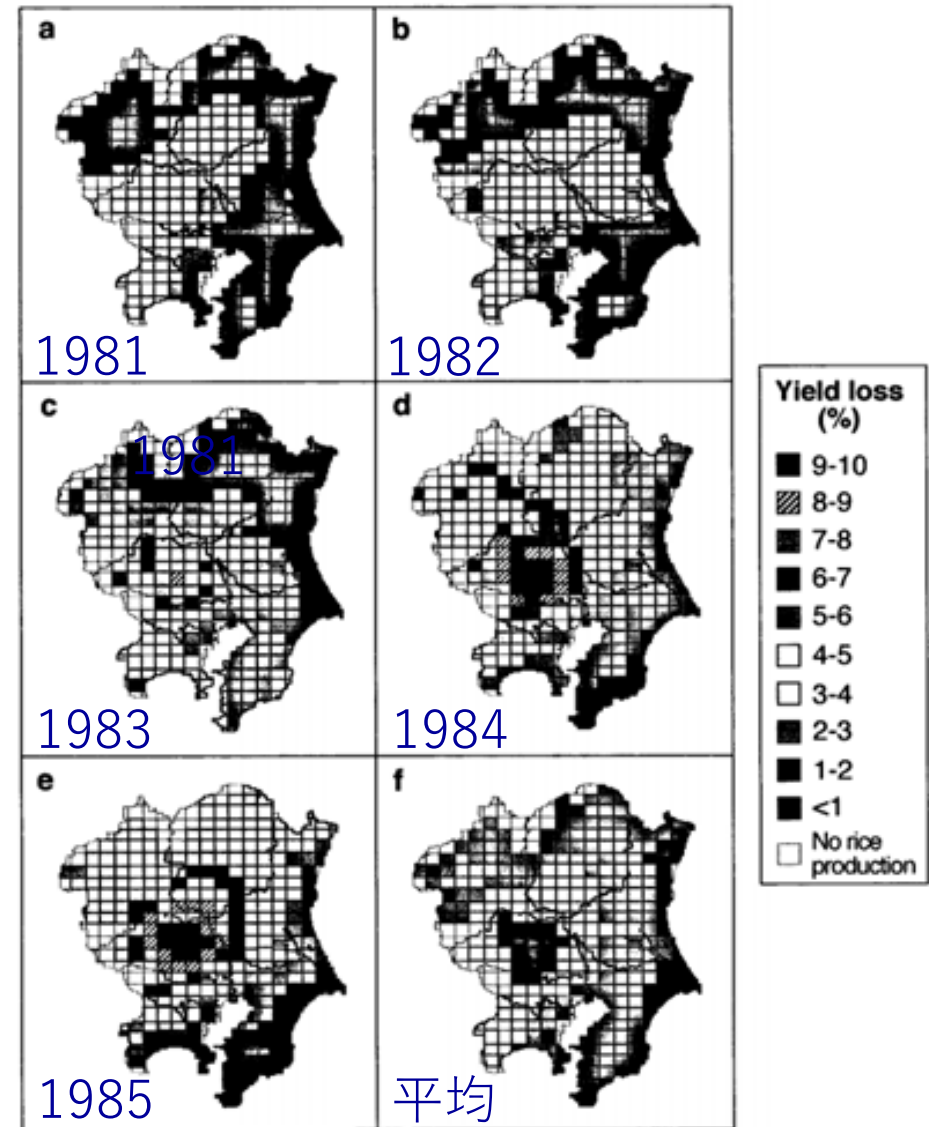 a
b
1981
1982
c
d
1981
1983
1984
e
f
1985
平均
Yield loss
(%)
9-10
8-9
7-8
6-7
5-6
4-5
3-4
2-3
1-2
<1
No rice
production